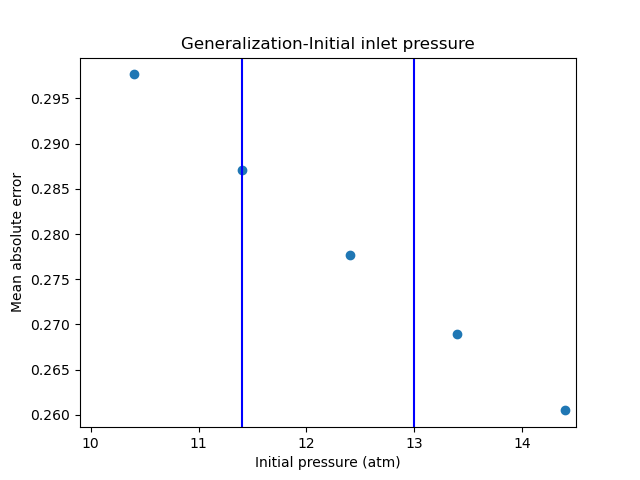 Generalization-Initial inlet pressure
Mean absolute error
0.295
0.290
0.285
0.280
0.275
0.270
0.265
0.260
10 11 12 13 14
Initial pressure (atm)